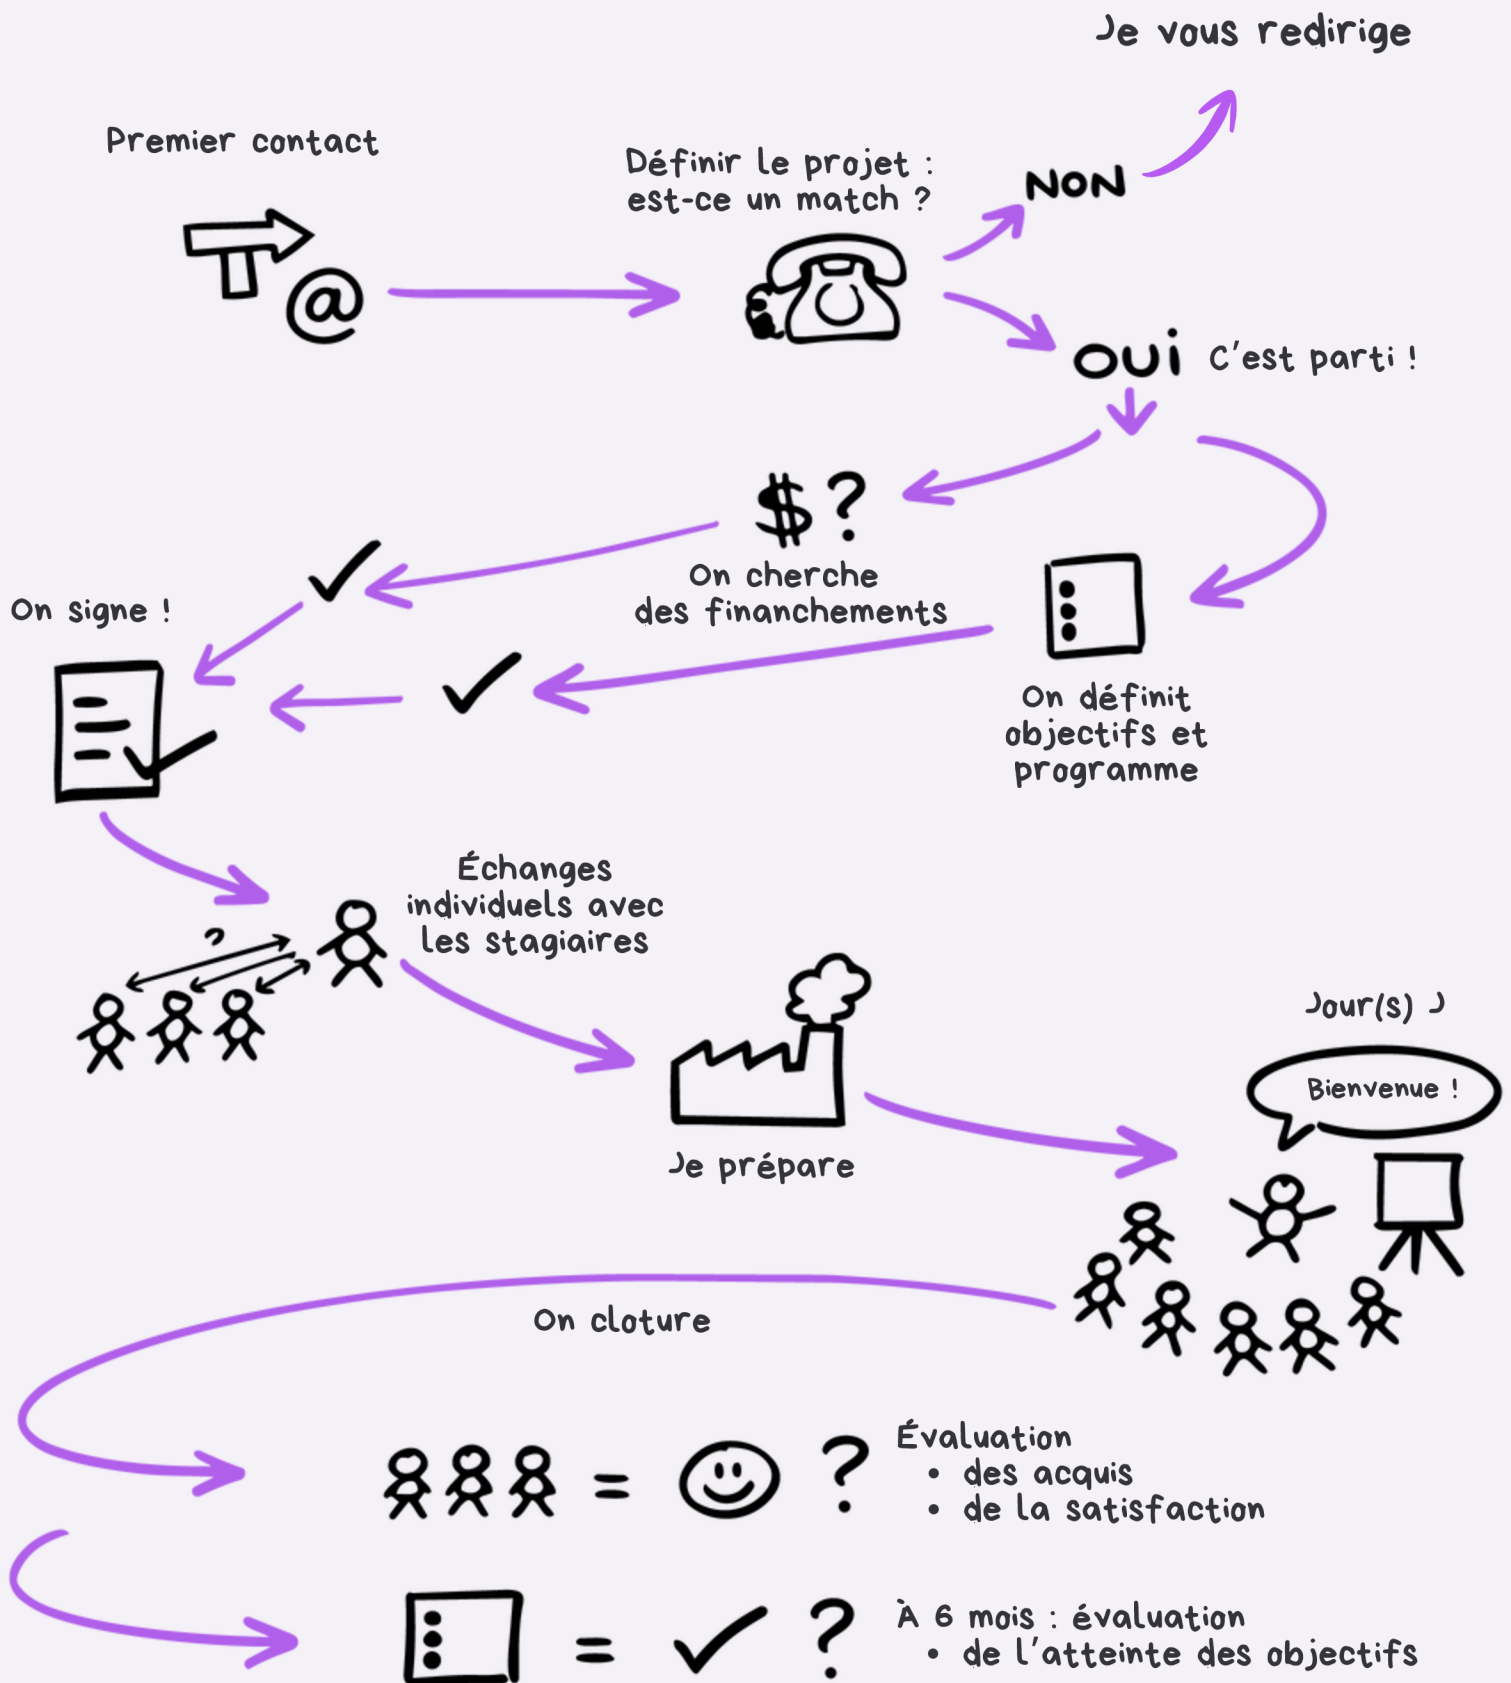 Je vous redirige
Premier contact
@
Définir le projet :
est-ce un match ?
NON
OUi
C'est parti !
$?
On cherche
des financements
On signe !
On définit
objectifs et
programme
Échanges
individuels avec
les stagiaires
?
Je prépare
Jour(s) J
Bienvenue !
On cloture
= ?
Évaluation
• des acquis
• de la satisfaction
= ?
À 6 mois : évaluation
• de l'atteinte des objectifs